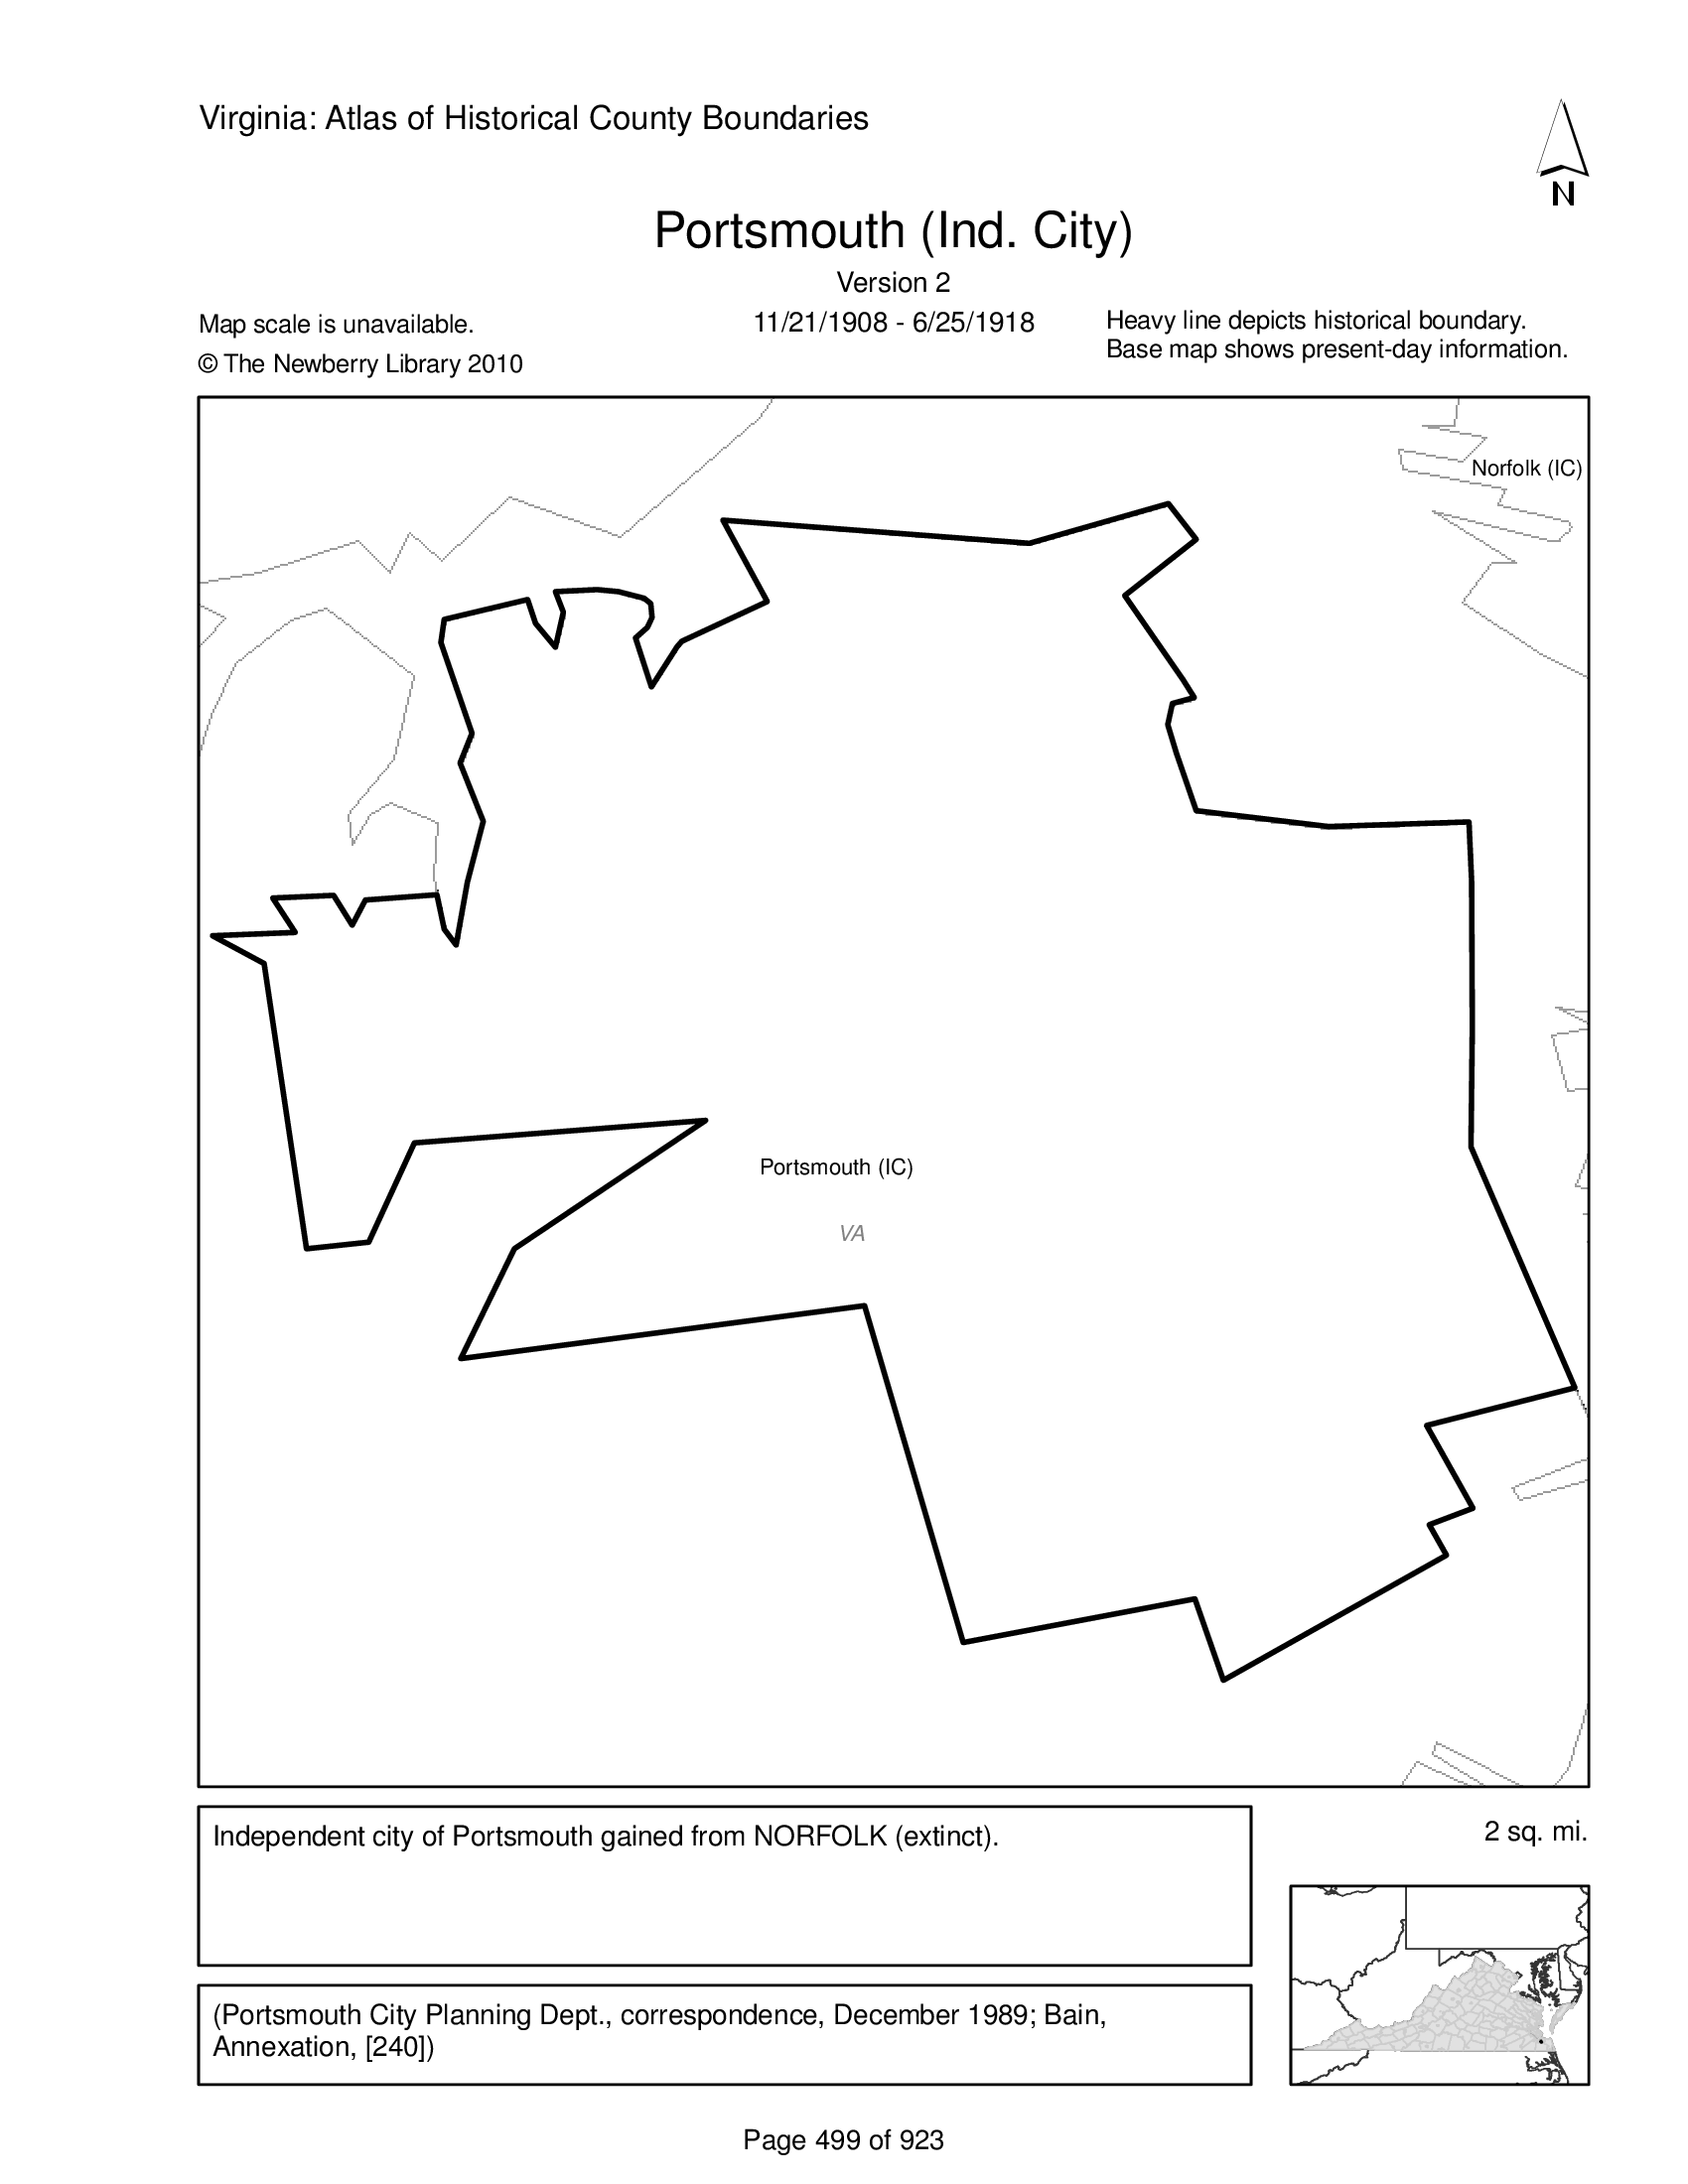 Virginia: Atlas of Historical County Boundaries
N
Portsmouth (Ind. City)
Version 2
Map scale is unavailable.
11/21/1908 - 6/25/1918
Heavy line depicts historical boundary.
© The Newberry Library 2010
Base map shows present-day information.
Norfolk (IC)
Portsmouth (IC)
VA
Independent city of Portsmouth gained from NORFOLK (extinct).
2 sq. mi.
(Portsmouth City Planning Dept., correspondence, December 1989; Bain,
Annexation, [240])
Page 499 of 923